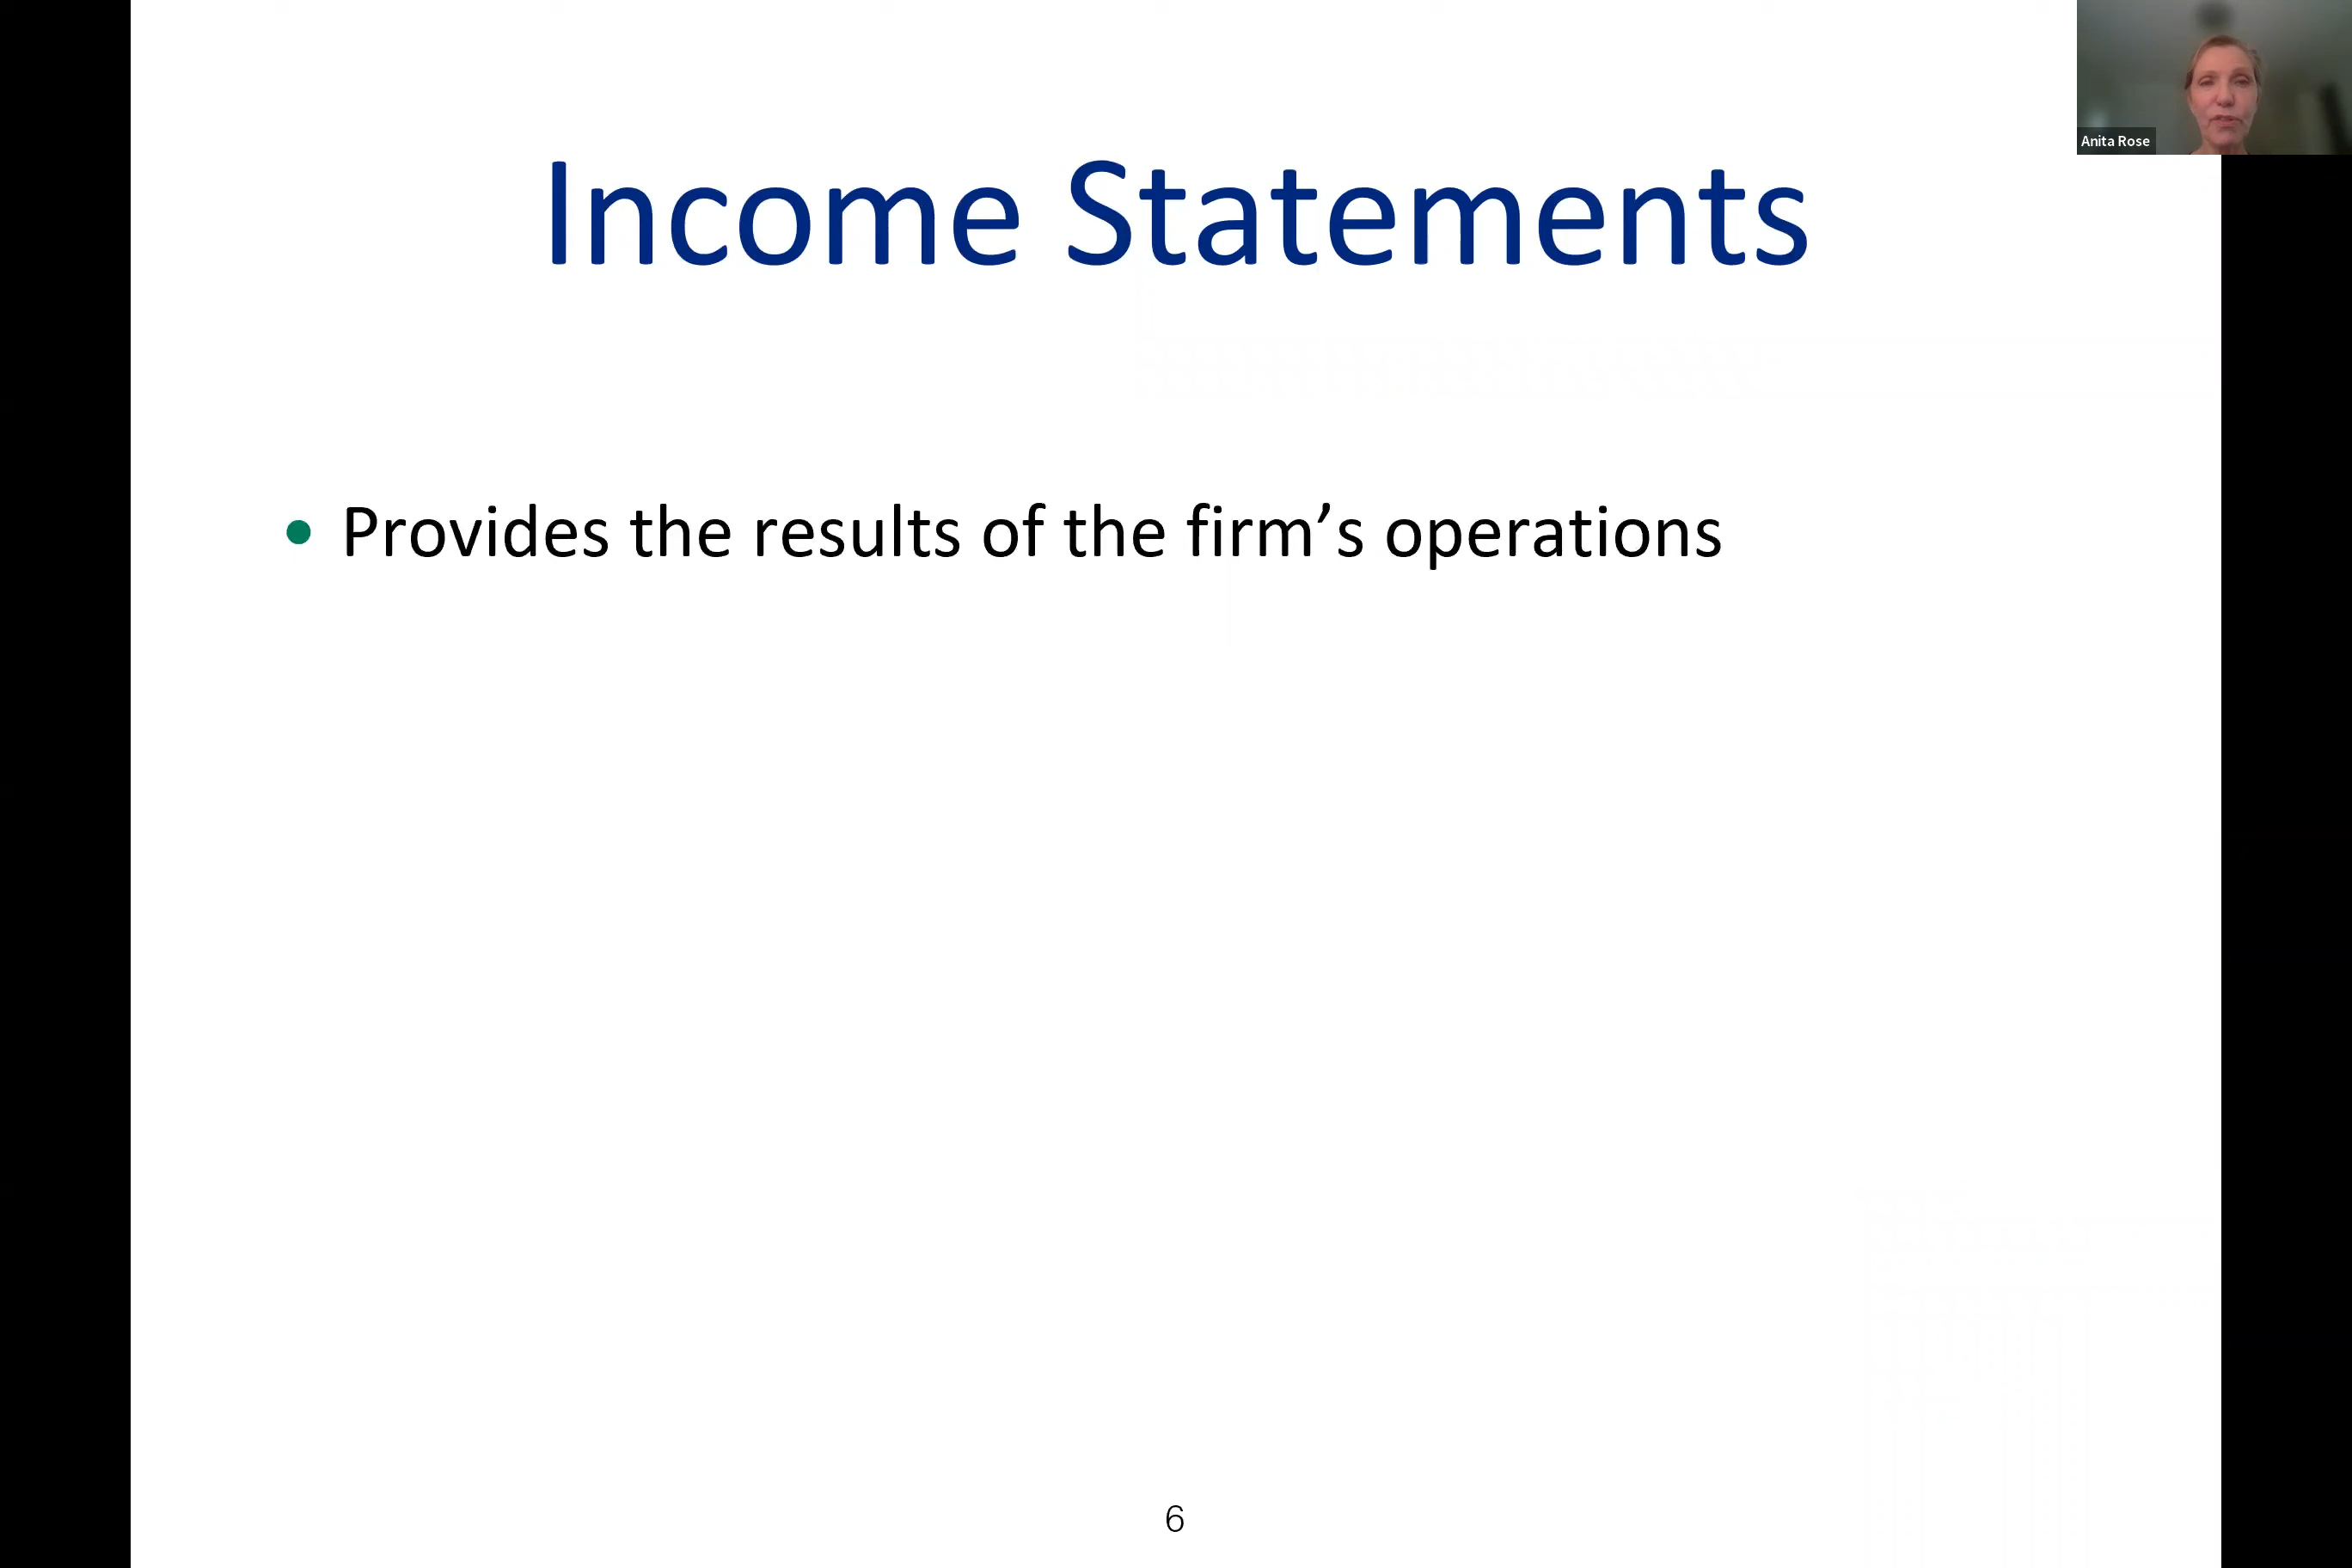 Income Statements
Anita Rose
• Provides the results of the firm’s operations
6